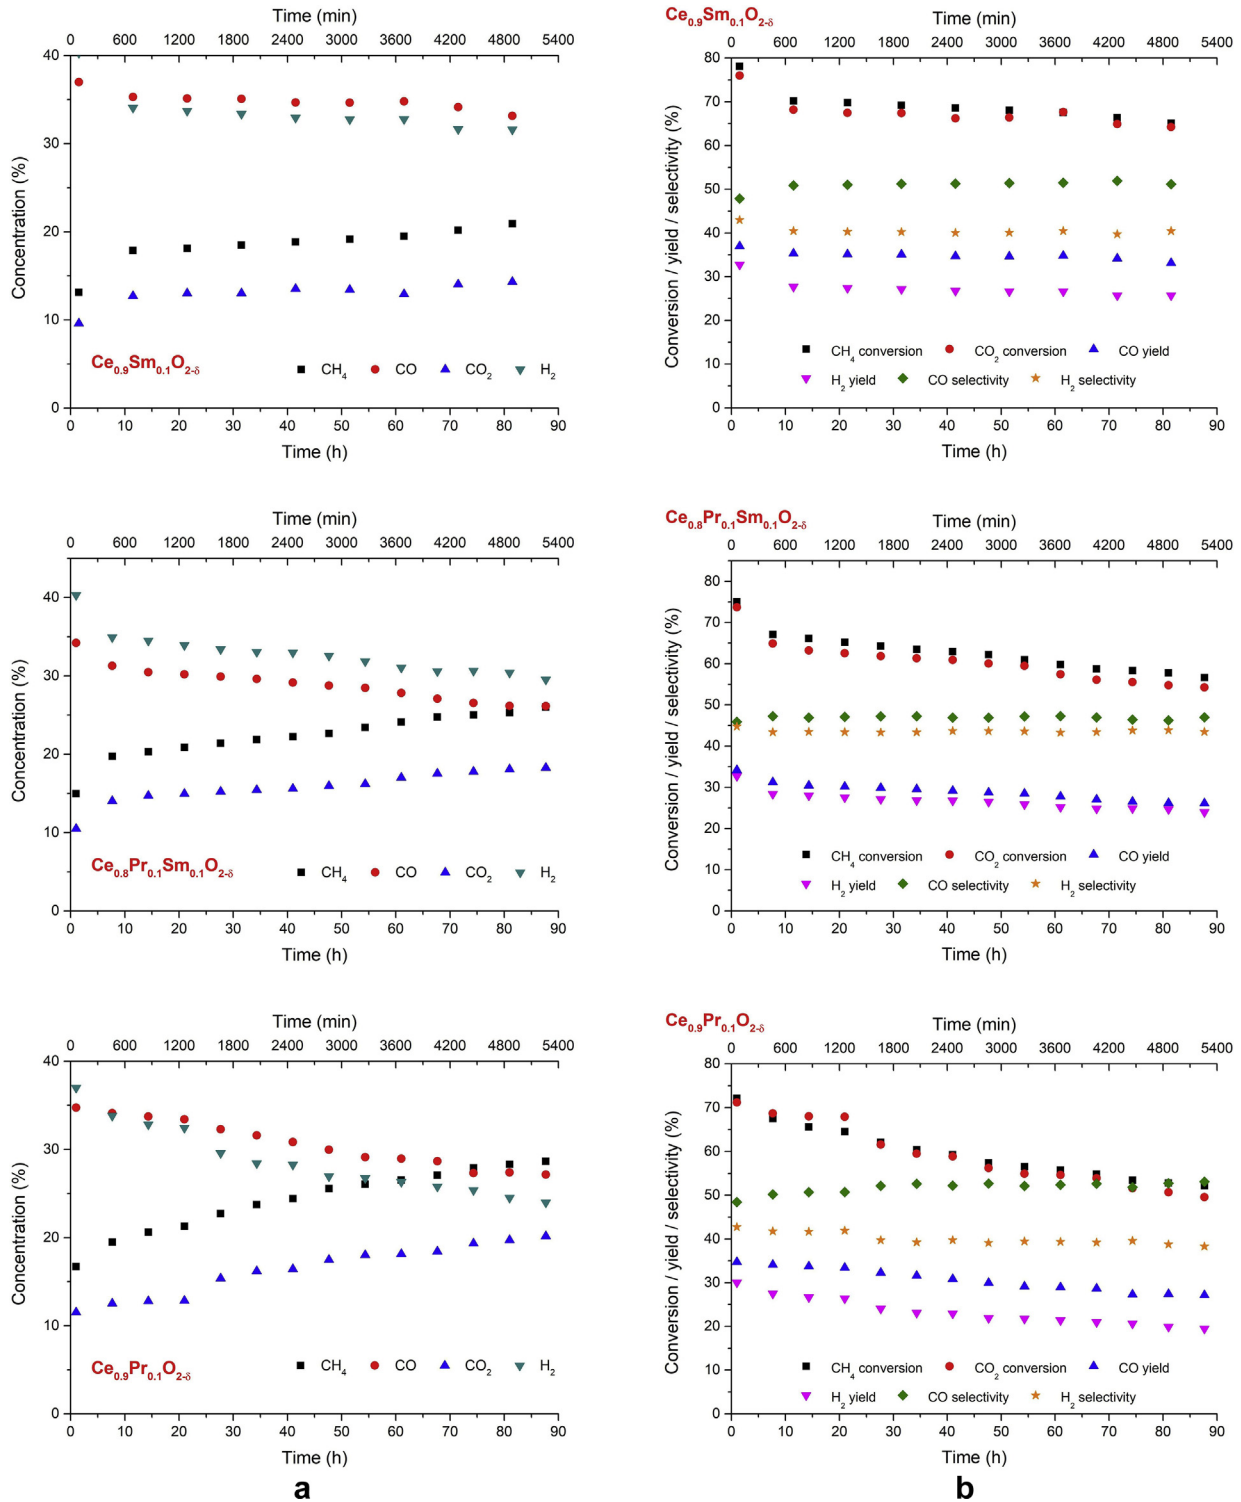 Time (min)
0 600 1200 1800 2400 3000 3600 4200 4800 5400
40
30
20
10
0
Concentration (%)
Ce0.9Sm0.1O2-δ
CH4 CO CO2 H2
0 10 20 30 40 50 60 70 80 90
Time (h)
Ce0.9Sm0.1O2-δ
Time (min)
0 600 1200 1800 2400 3000 3600 4200 4800 5400
80
70
60
50
40
30
20
10
0
Conversion / yield / selectivity (%)
CH4 conversion CO2 conversion CO yield
H2 yield CO selectivity H2 selectivity
0 10 20 30 40 50 60 70 80 90
Time (h)
Time (min)
0 600 1200 1800 2400 3000 3600 4200 4800 5400
40
30
20
10
0
Concentration (%)
Ce0.8Pr0.1Sm0.1O2-δ
CH4 CO CO2 H2
0 10 20 30 40 50 60 70 80 90
Time (h)
Ce0.8Pr0.1Sm0.1O2-δ
Time (min)
0 600 1200 1800 2400 3000 3600 4200 4800 5400
80
70
60
50
40
30
20
10
0
Conversion / yield / selectivity (%)
CH4 conversion CO2 conversion CO yield
H2 yield CO selectivity H2 selectivity
0 10 20 30 40 50 60 70 80 90
Time (h)
Time (min)
0 600 1200 1800 2400 3000 3600 4200 4800 5400
40
30
20
10
0
Concentration (%)
Ce0.9Pr0.1O2-δ
CH4 CO CO2 H2
0 10 20 30 40 50 60 70 80 90
Time (h)
a
Ce0.9Pr0.1O2-δ
Time (min)
0 600 1200 1800 2400 3000 3600 4200 4800 5400
80
70
60
50
40
30
20
10
0
Conversion / yield / selectivity (%)
CH4 conversion CO2 conversion CO yield
H2 yield CO selectivity H2 selectivity
0 10 20 30 40 50 60 70 80 90
Time (h)
b